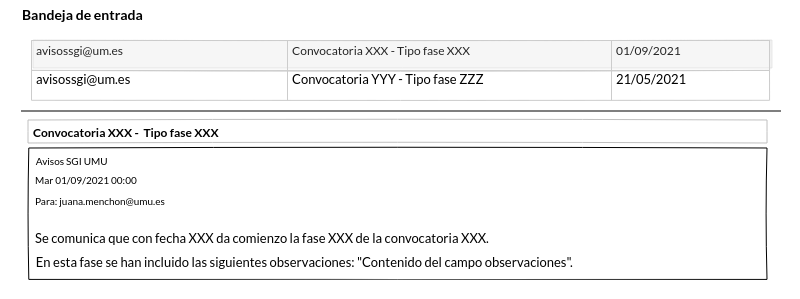 Bandeja de entrada
avisossgi@um.es Convocatoria XXX - Tipo fase XXX 01/09/2021
avisossgi@um.es Convocatoria YYY - Tipo fase ZZZ 21/05/2021
Convocatoria XXX - Tipo fase XXX
Avisos SGI UMU
Mar 01/09/2021 00:00
Para: juana.menchon@umu.es
Se comunica que con fecha XXX da comienzo la fase XXX de la convocatoria XXX.
En esta fase se han incluido las siguientes observaciones: "Contenido del campo observaciones".